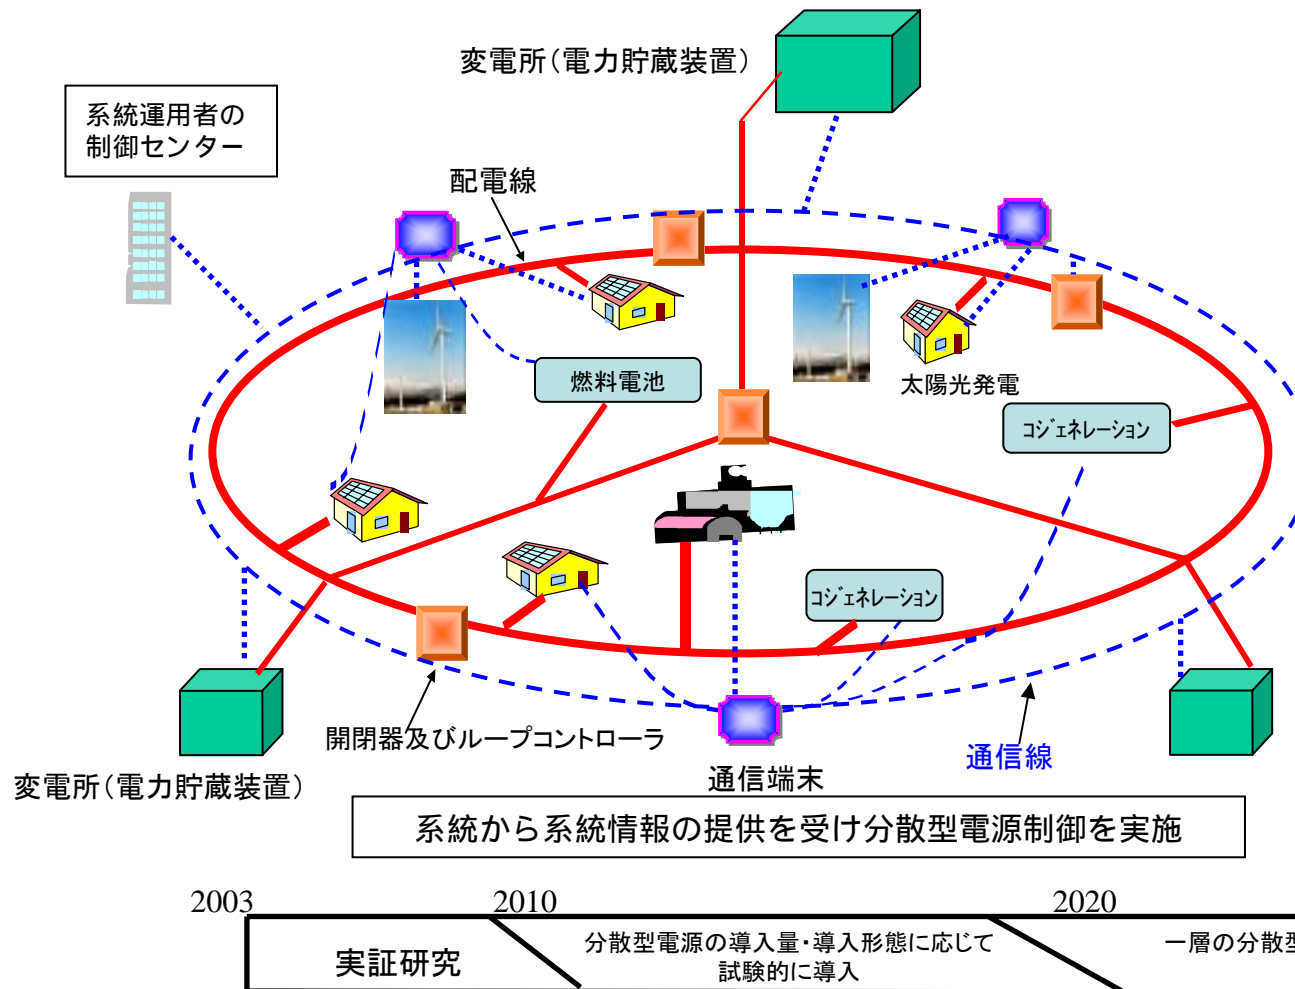 変電所（電力貯蔵装置）
系統運用者の
制御センター
配電線
燃料電池
太陽光発電
コジェネレーション
コジェネレーション
開閉器及びループコントローラ
変電所（電力貯蔵装置）
通信線
通信端末
系統から系統情報の提供を受け分散型電源制御を実施
2003
2010
2020
実証研究
分散型電源の導入量・導入形態に応じて
試験的に導入
一層の分散型